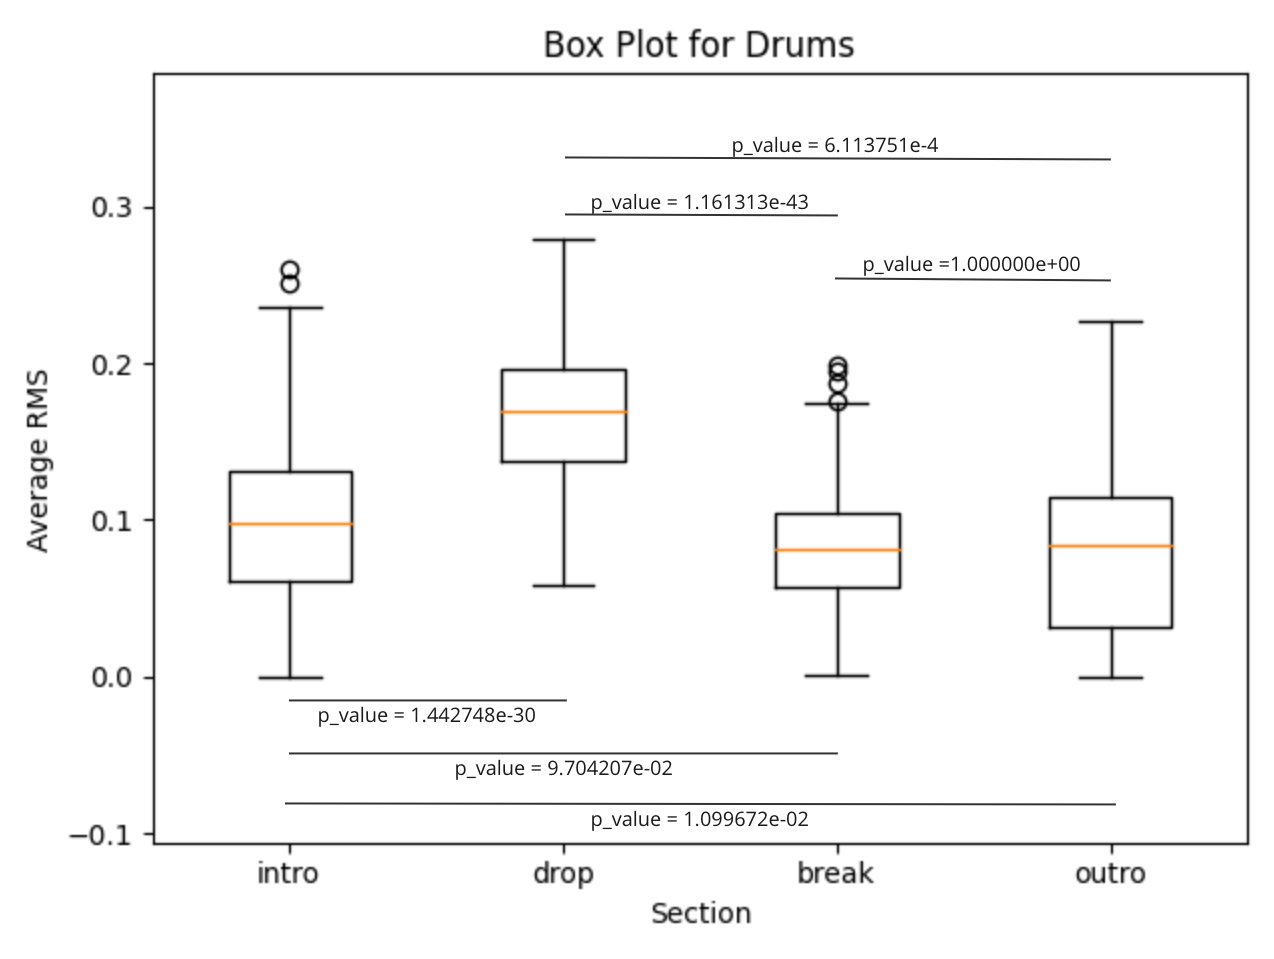 Box Plot for Drums
p_value = 6.113751e-4
p_value = 1.161313e-43
p_value =1.000000e+00
0.3
0.2
0.1
0.0
−0.1
Average RMS
p_value = 1.442748e-30
p_value = 9.704207e-02
p_value = 1.099672e-02
intro drop break outro
Section